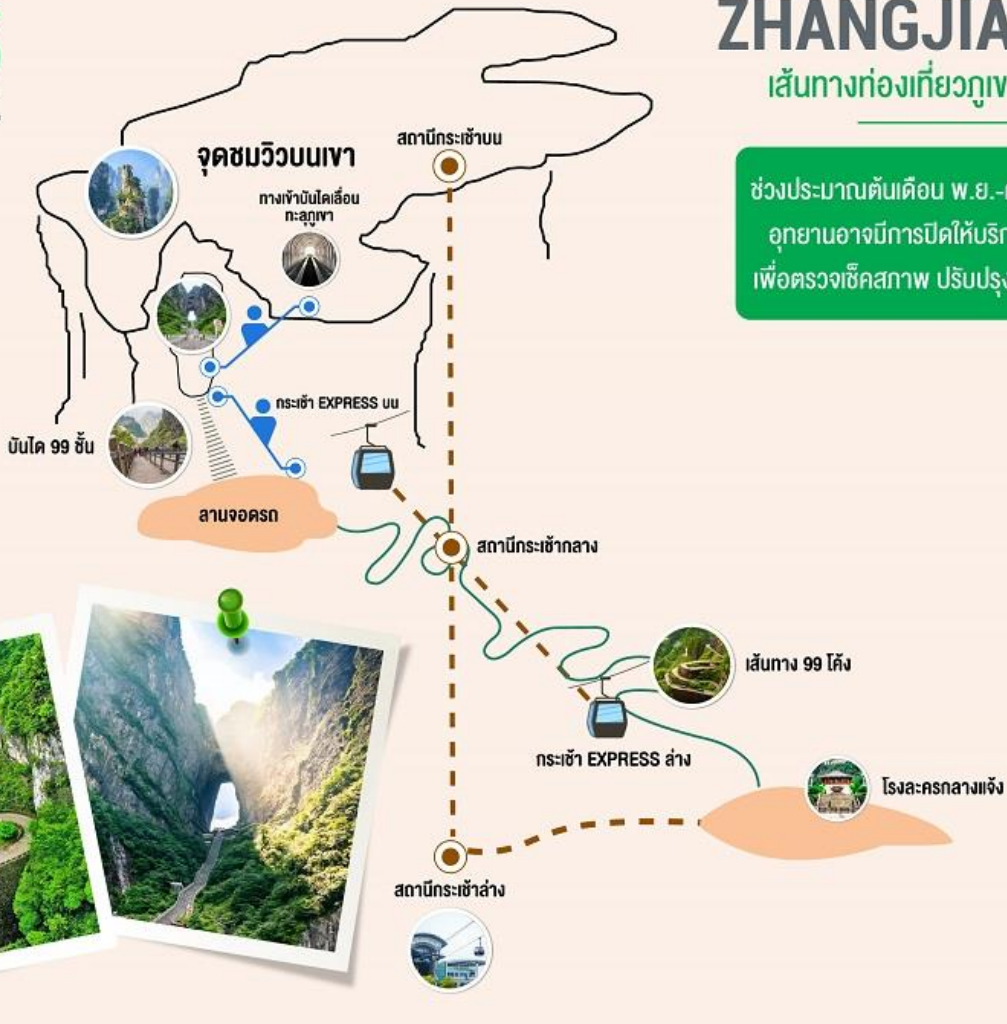 ZHANGJIA
เส้นทางท่องเที่ยวภูเข
ช่วงประมาณต้นเดือน พ.ย.-
อุทยานอาจมีการปิดให้บริก
เพื่อตรวจเช็คสภาพ ปรับปรุง
สถานีกระเช้าบน
จุดชมวิวบนเขา
ทางเข้าบันไดเลื่อน
ทะลุภูเขา
กระเช้า EXPRESS บน
บันได 99 ชั้น
ลานจอดรถ
สถานีกระเช้ากลาง
เส้นทาง 99 โค้ง
กระเช้า EXPRESS ล่าง
โรงละครกลางแจ้ง
สถานีกระเช้าล่าง